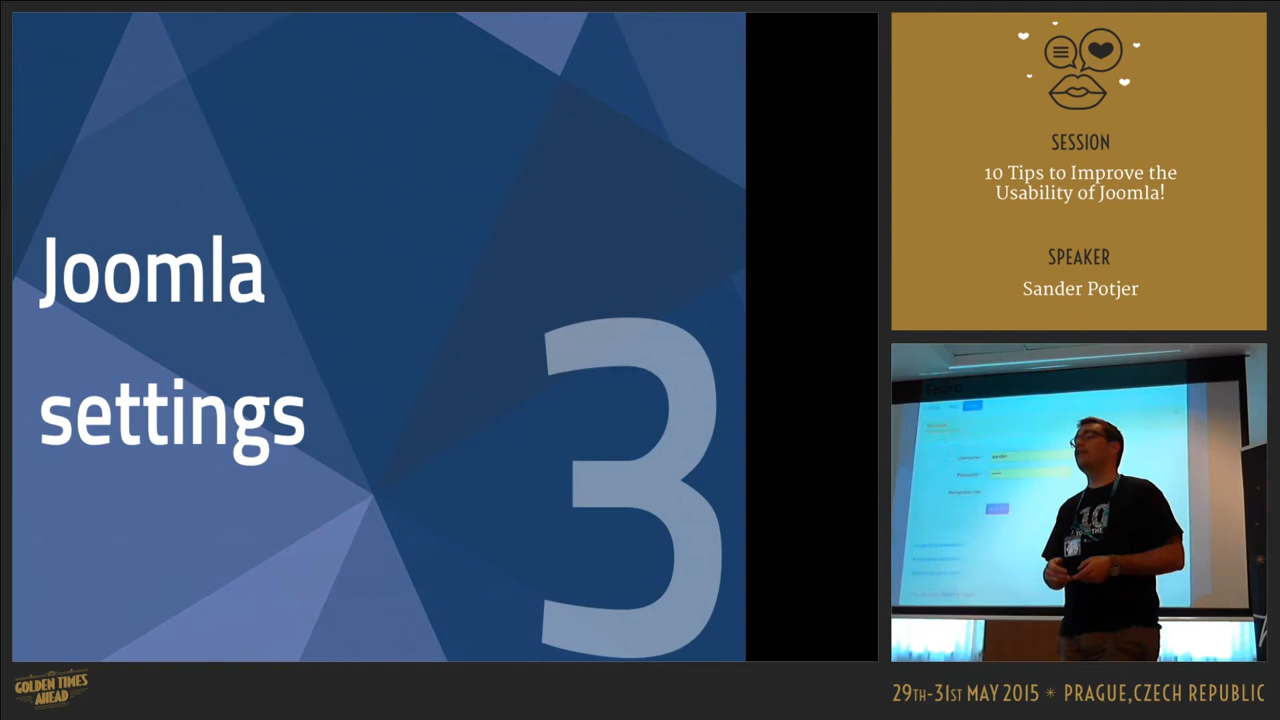 Joomla
settings
3
SESSION
10 Tips to Improve the
Usability of Joomla!
SPEAKER
Sander Potjer
10
GOLDEN TIMES
AHEAD
29TH-31ST MAY 2015 * PRAGUE,CZECH REPUBLIC